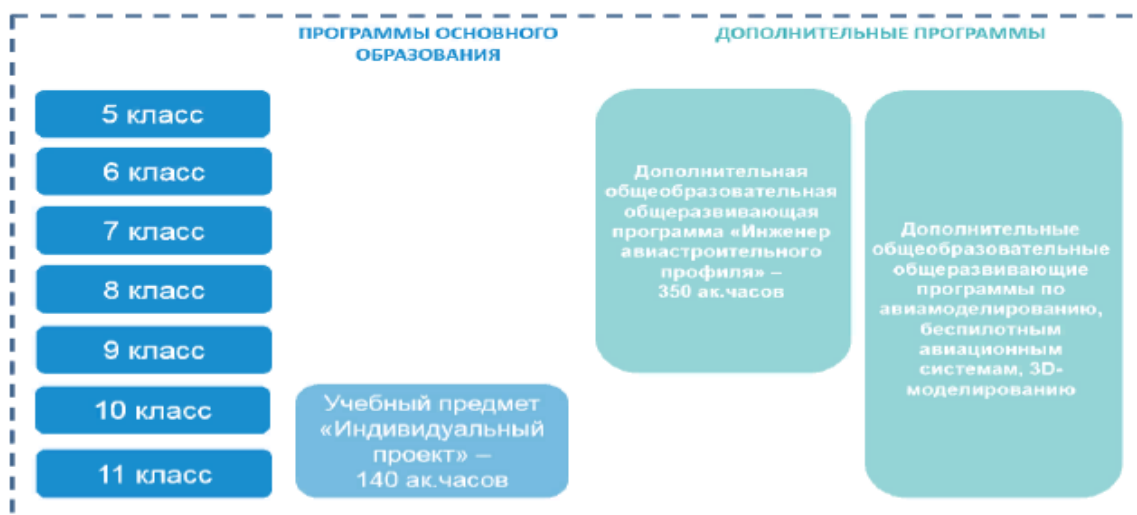 ПРОГРАММЫ ОСНОВНОГО
ОБРАЗОВАНИЯ
ДОПОЛНИТЕЛЬНЫЕ ПРОГРАММЫ
5 класс
6 класс
7 класс
8 класс
9 класс
10 класс
11 класс
Учебный предмет
«Индивидуальный
проект» –
140 ак.часов
Дополнительная
общеобразовательная
общеразвивающая
программа «Инженер
авиастроительного
профиля» –
350 ак.часов
Дополнительные
общеобразовательные
общеразвивающие
программы по
авиамоделированию,
беспилотным
авиационным
системам, 3D-
моделированию